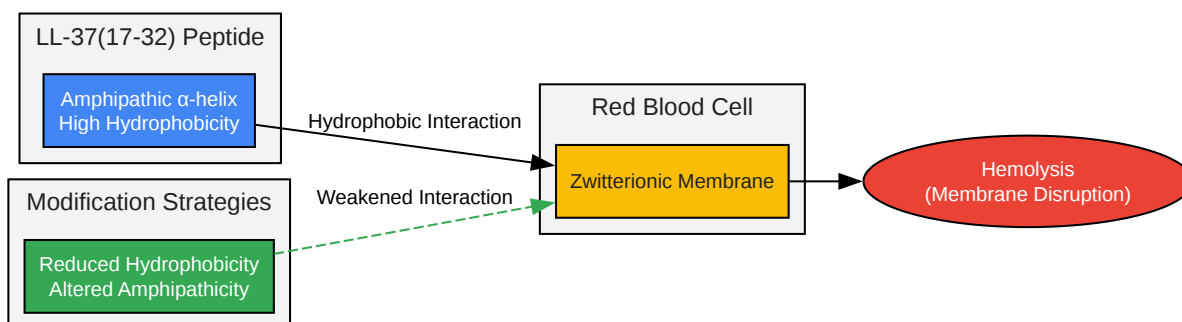 LL-37(17-32) Peptide
Amphipathic α-helix
High Hydrophobicity
Hydrophobic Interaction
Modification Strategies
Reduced Hydrophobicity
Altered Amphipathicity
Weakened Interaction
Red Blood Cell
Zwitterionic Membrane
Hemolysis
(Membrane Disruption)